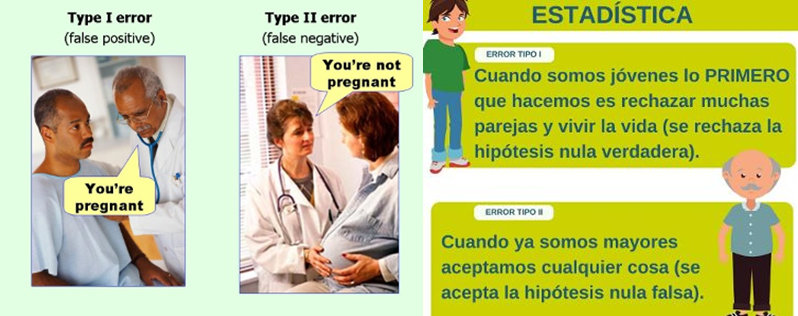 Type I error
(false positive)
You're
pregnant
Type II error
(false negative)
You're not
pregnant
ESTADÍSTICA
ERROR TIPO I
Cuando somos jóvenes lo PRIMERO
que hacemos es rechazar muchas
parejas y vivir la vida (se rechaza la
hipótesis nula verdadera).
ERROR TIPO II
Cuando ya somos mayores
aceptamos cualquier cosa (se
acepta la hipótesis nula falsa).